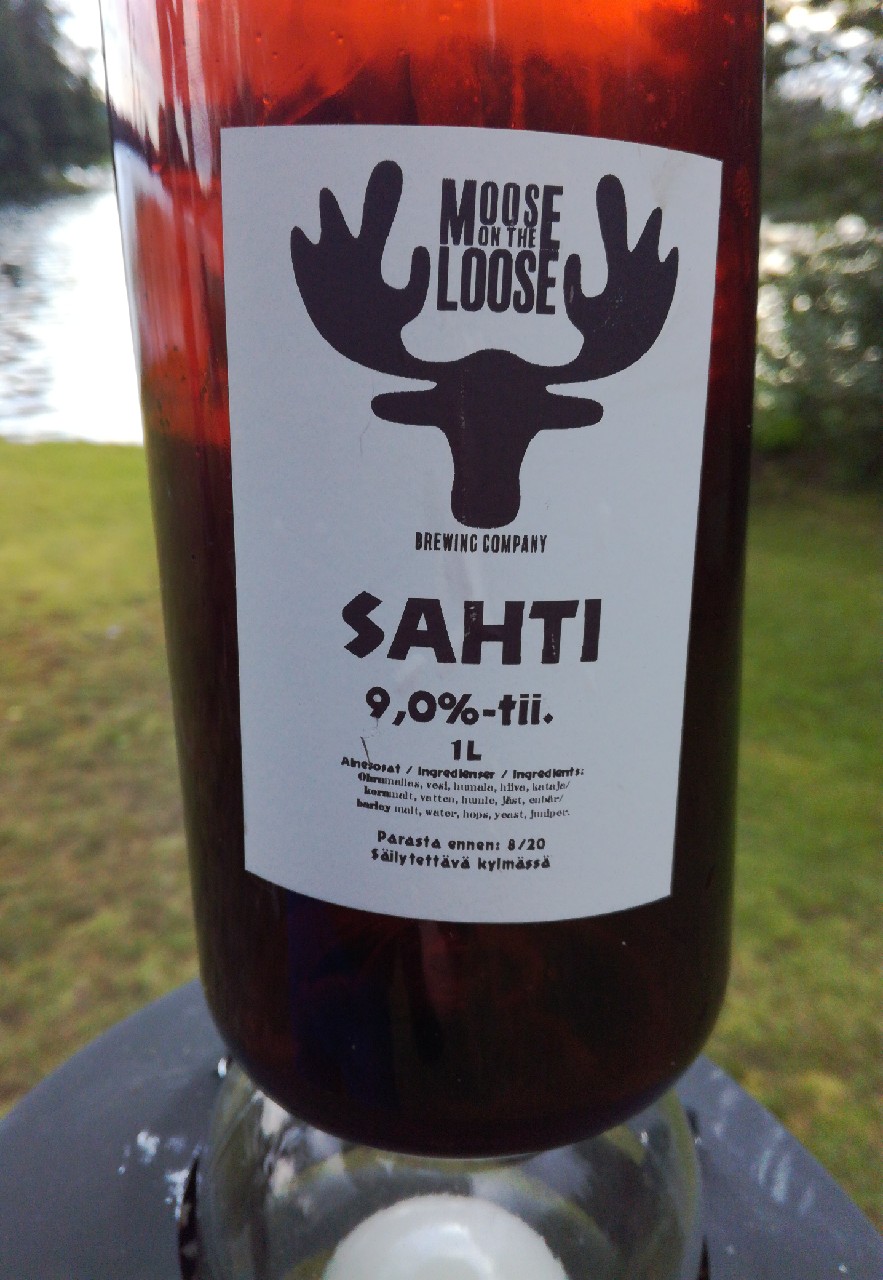 MOOSE
ON THE
LOOSE
BREWING COMPANY
SAHTI
9,0%-tii.
1L
Ainesosat / Ingredienser / Ingredients:
Ohramallas, vesi, humala, hiiva, kataja/
kornmalt, vatten, humle, jäst, enbär/
barley malt, water, hops, yeast, juniper.
Parasta ennen: 8/20
Säilytettävä kylmässä